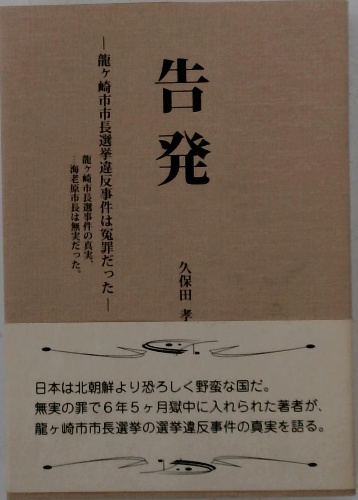 告発
―龍ヶ崎市市長選挙違反事件は冤罪だった―
龍ヶ崎市長選事件の真実、
海老原市長は無実だった。
久保田 孝
日本は北朝鮮より恐ろしく野蛮な国だ。
無実の罪で6年5ヶ月獄中に入れられた著者が、
龍ヶ崎市市長選挙の選挙違反事件の真実を語る。